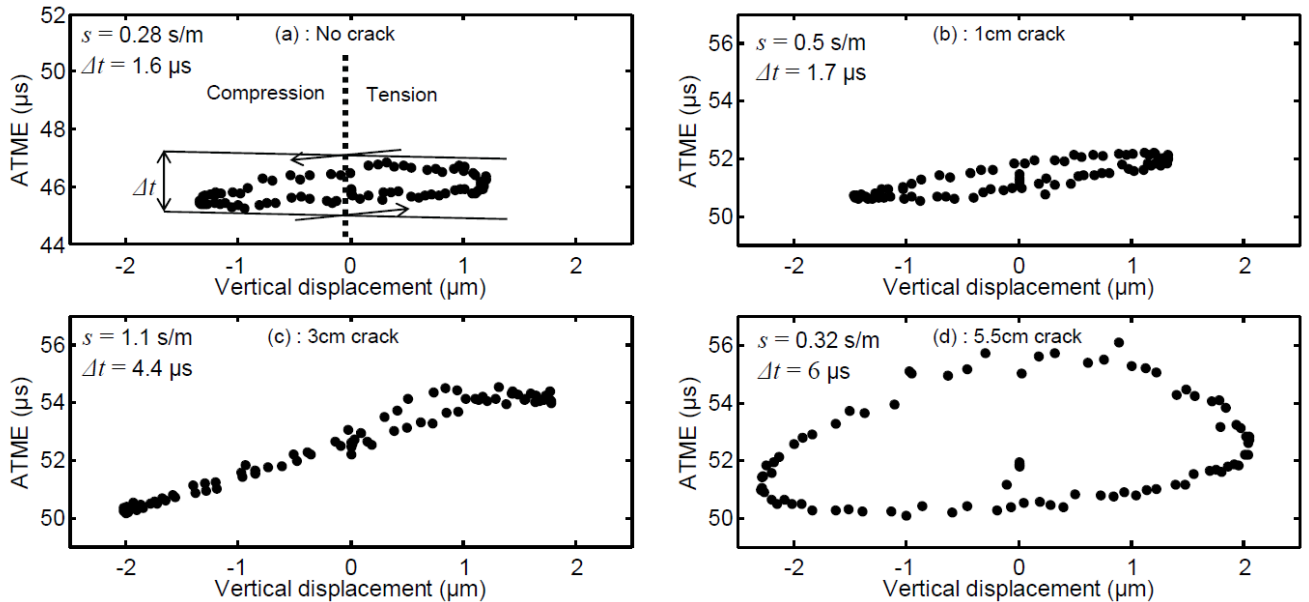 52
50
48
46
44
ATME (µs)
s = 0.28 s/m
Δt = 1.6 µs
(a) : No crack
Compression
Tension
Δt
-2
-1
0
1
2
Vertical displacement (µm)
56
54
52
50
ATME (µs)
s = 0.5 s/m
Δt = 1.7 µs
(b) : 1cm crack
-2
-1
0
1
2
Vertical displacement (µm)
56
54
52
50
ATME (µs)
s = 1.1 s/m
Δt = 4.4 µs
(c) : 3cm crack
-2
-1
0
1
2
Vertical displacement (µm)
56
54
52
50
ATME (µs)
s = 0.32 s/m
Δt = 6 µs
(d) : 5.5cm crack
-2
-1
0
1
2
Vertical displacement (µm)